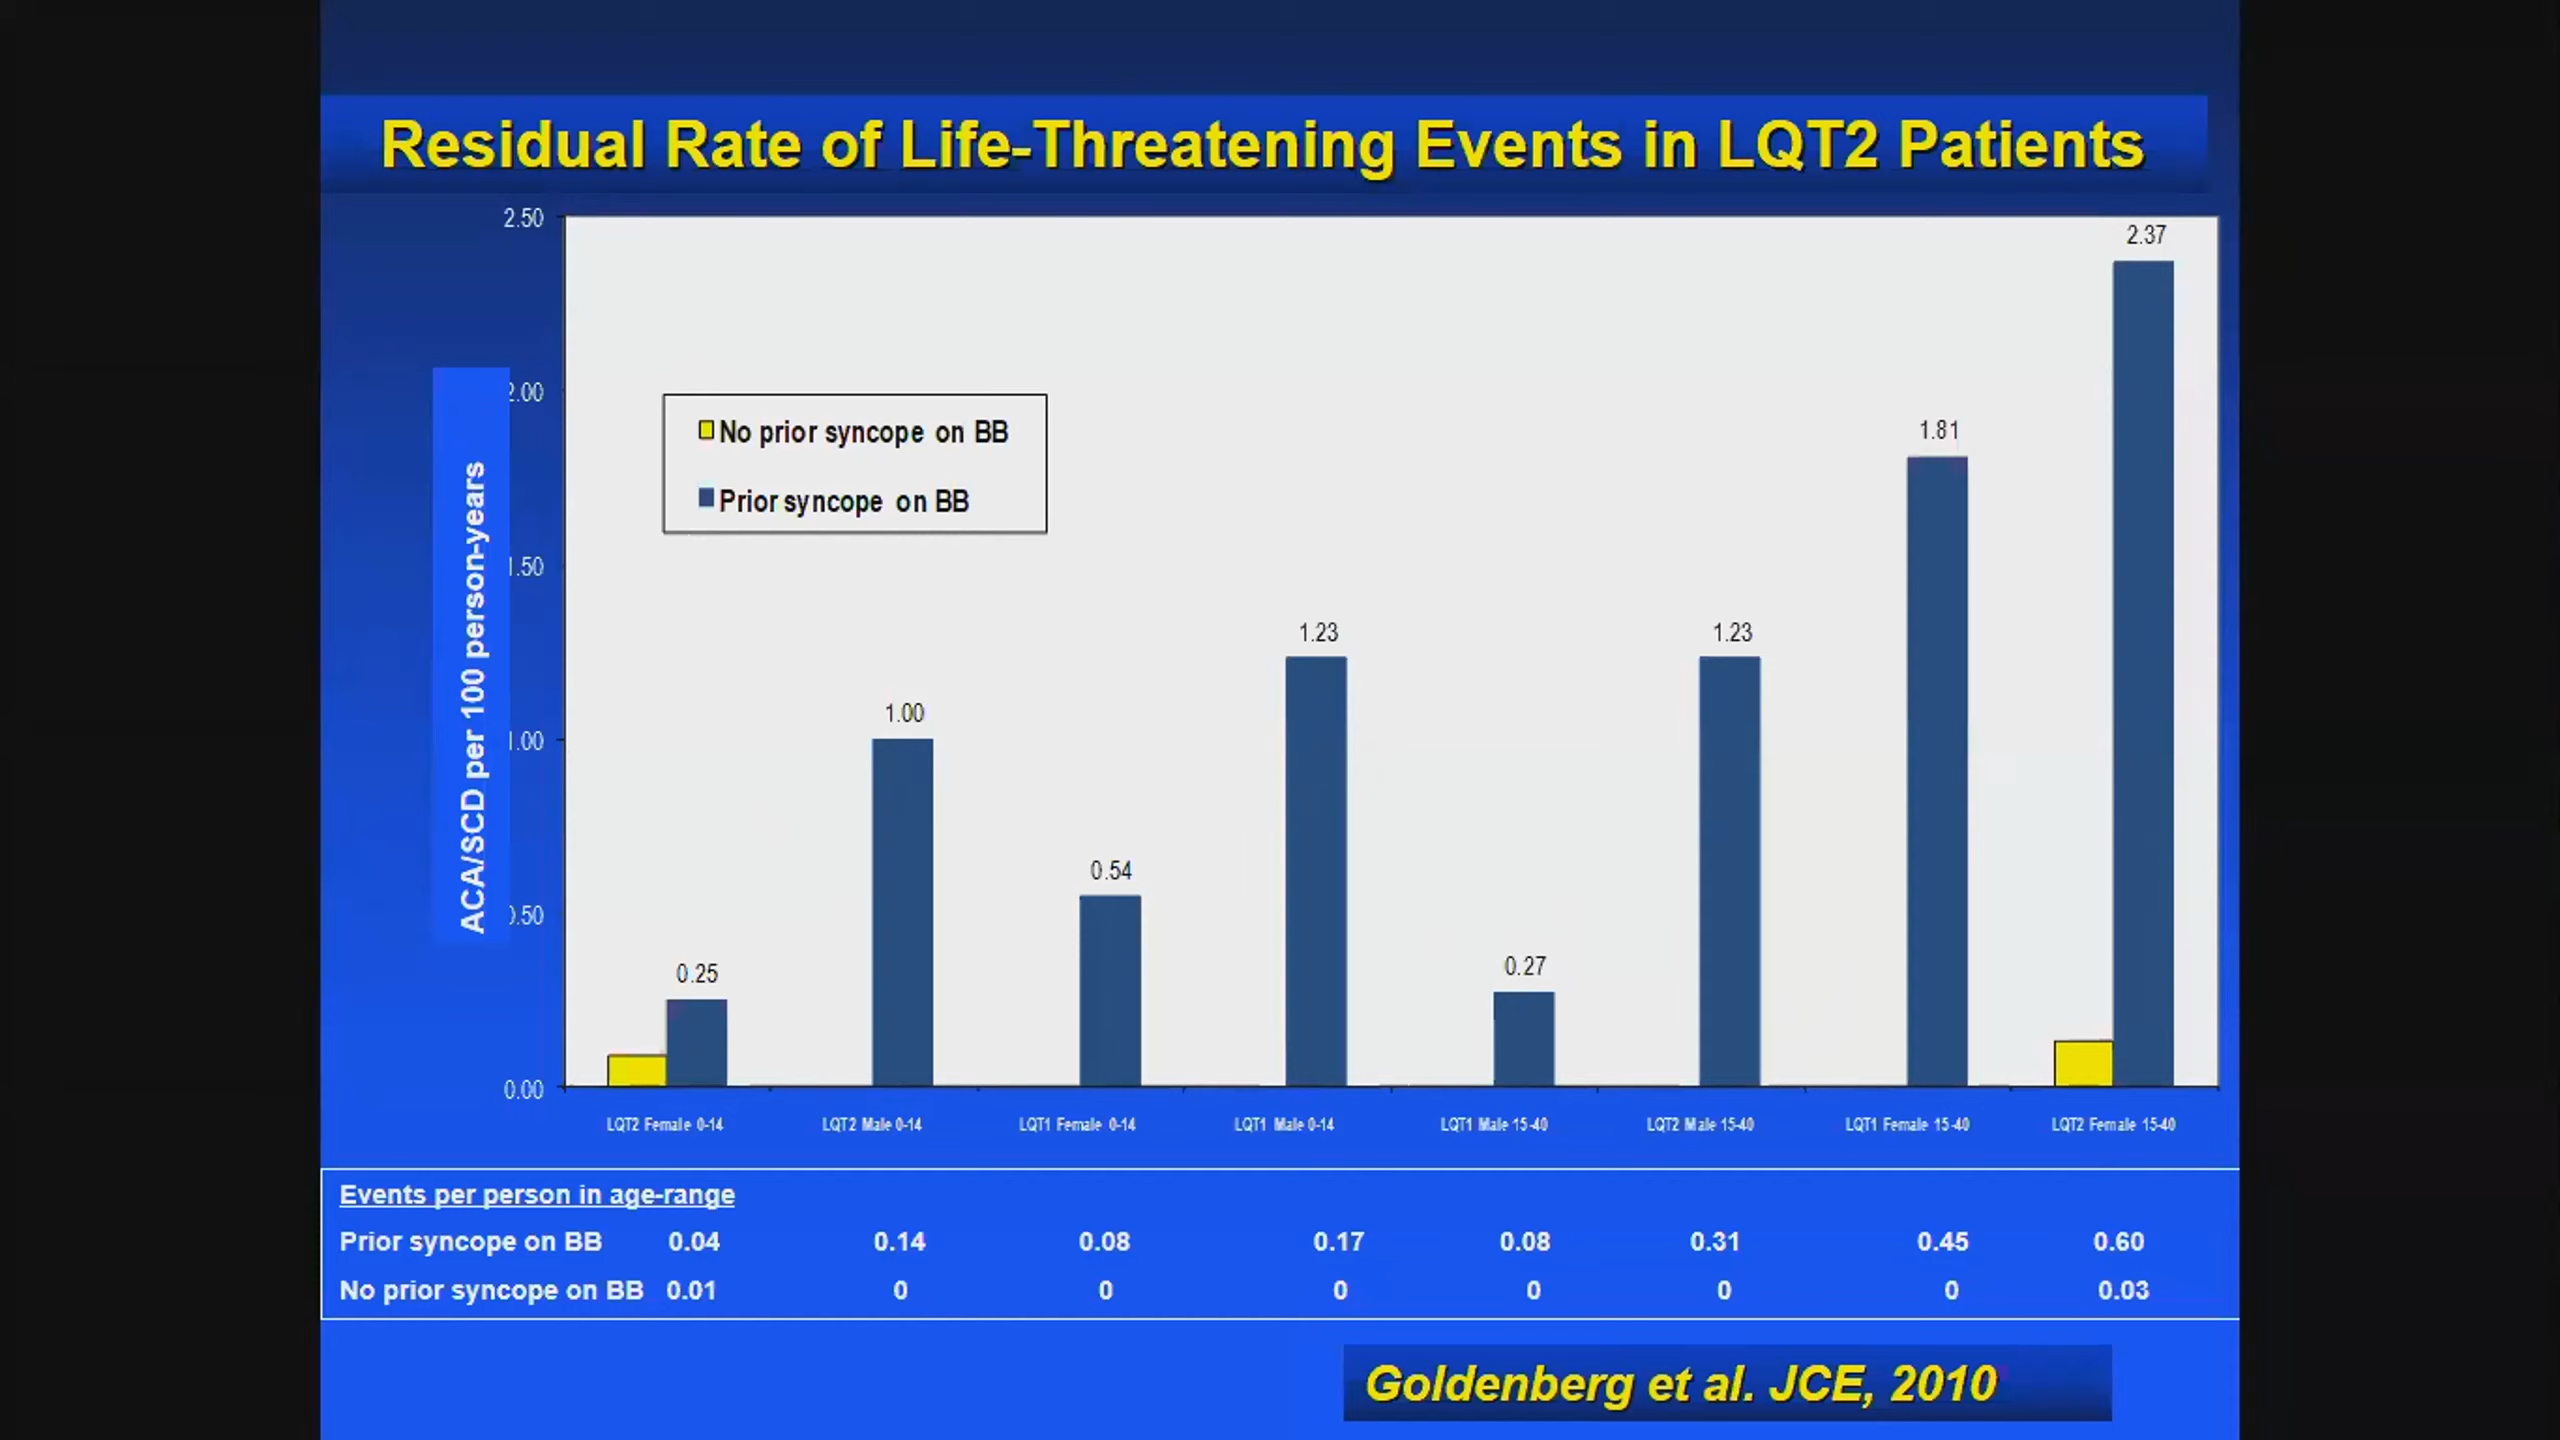 Residual Rate of Life-Threatening Events in LQT2 Patients
ACA/SCD per 100 person-years
2.50
2.00
1.50
1.00
0.50
0.00
No prior syncope on BB
Prior syncope on BB
0.25
1.00
0.54
1.23
0.27
1.23
1.81
2.37
LQT2 Female 0-14
LQT2 Male 0-14
LQT1 Female 0-14
LQT1 Male 0-14
LQT1 Male 15-40
LQT2 Male 15-40
LQT1 Female 15-40
LQT2 Female 15-40
Events per person in age-range
Prior syncope on BB 0.04 0.14 0.08 0.17 0.08 0.31 0.45 0.60
No prior syncope on BB 0.01 0 0 0 0 0 0 0.03
Goldenberg et al. JCE, 2010